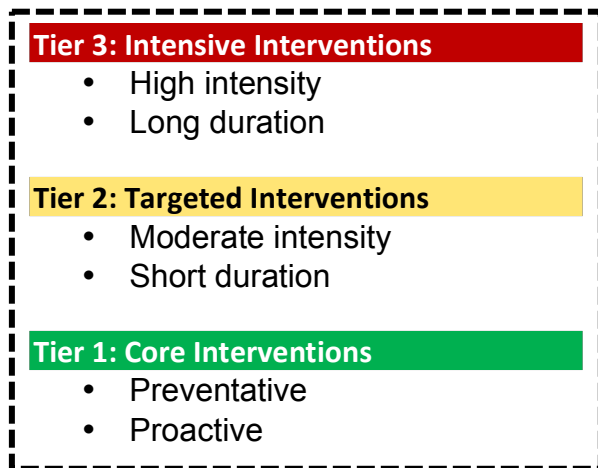 Tier 3: Intensive Interventions
• High intensity
• Long duration
Tier 2: Targeted Interventions
• Moderate intensity
• Short duration
Tier 1: Core Interventions
• Preventative
• Proactive